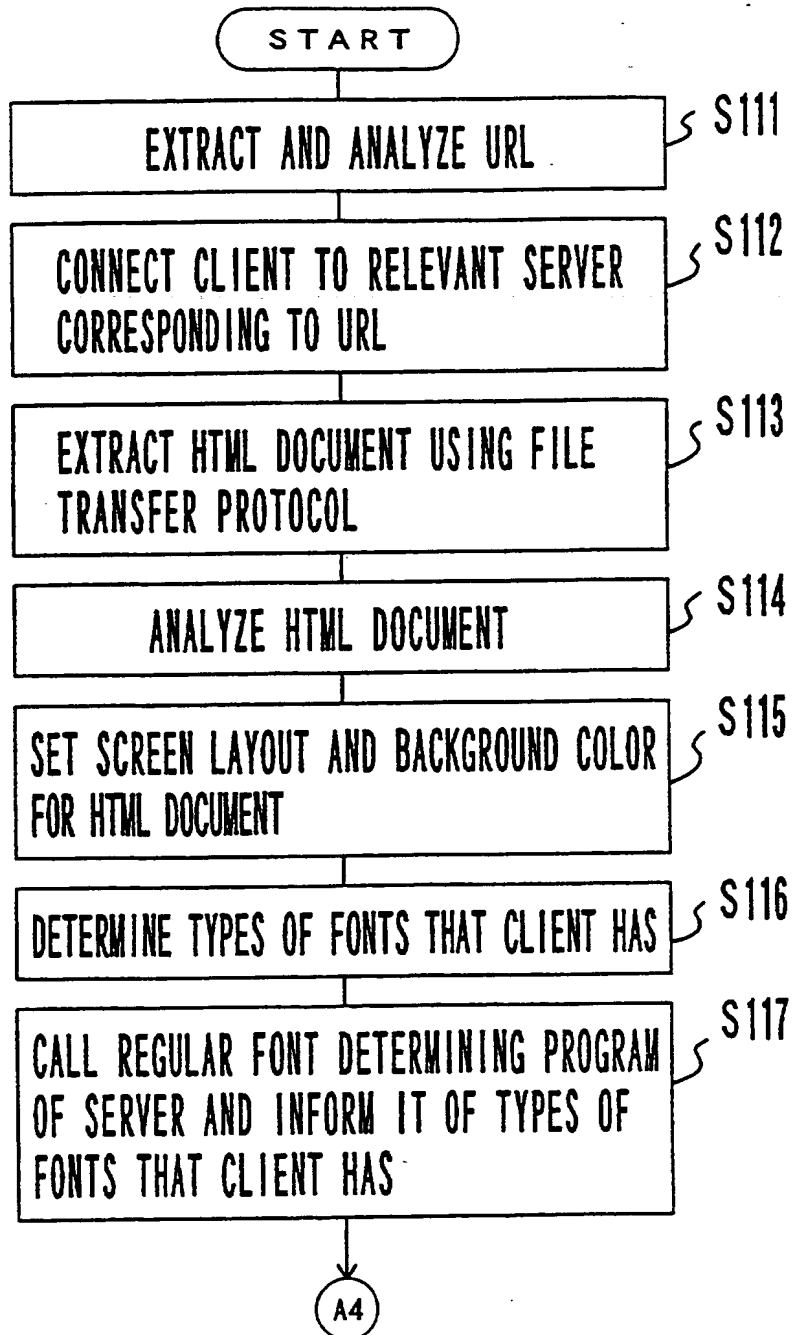 START
EXTRACT AND ANALYZE URL
S111
CONNECT CLIENT TO RELEVANT SERVER
CORRESPONDING TO URL
S112
EXTRACT HTML DOCUMENT USING FILE
TRANSFER PROTOCOL
S113
ANALYZE HTML DOCUMENT
S114
SET SCREEN LAYOUT AND BACKGROUND COLOR
FOR HTML DOCUMENT
S115
DETERMINE TYPES OF FONTS THAT CLIENT HAS
S116
CALL REGULAR FONT DETERMINING PROGRAM
OF SERVER AND INFORM IT OF TYPES OF
FONTS THAT CLIENT HAS
S117
A4